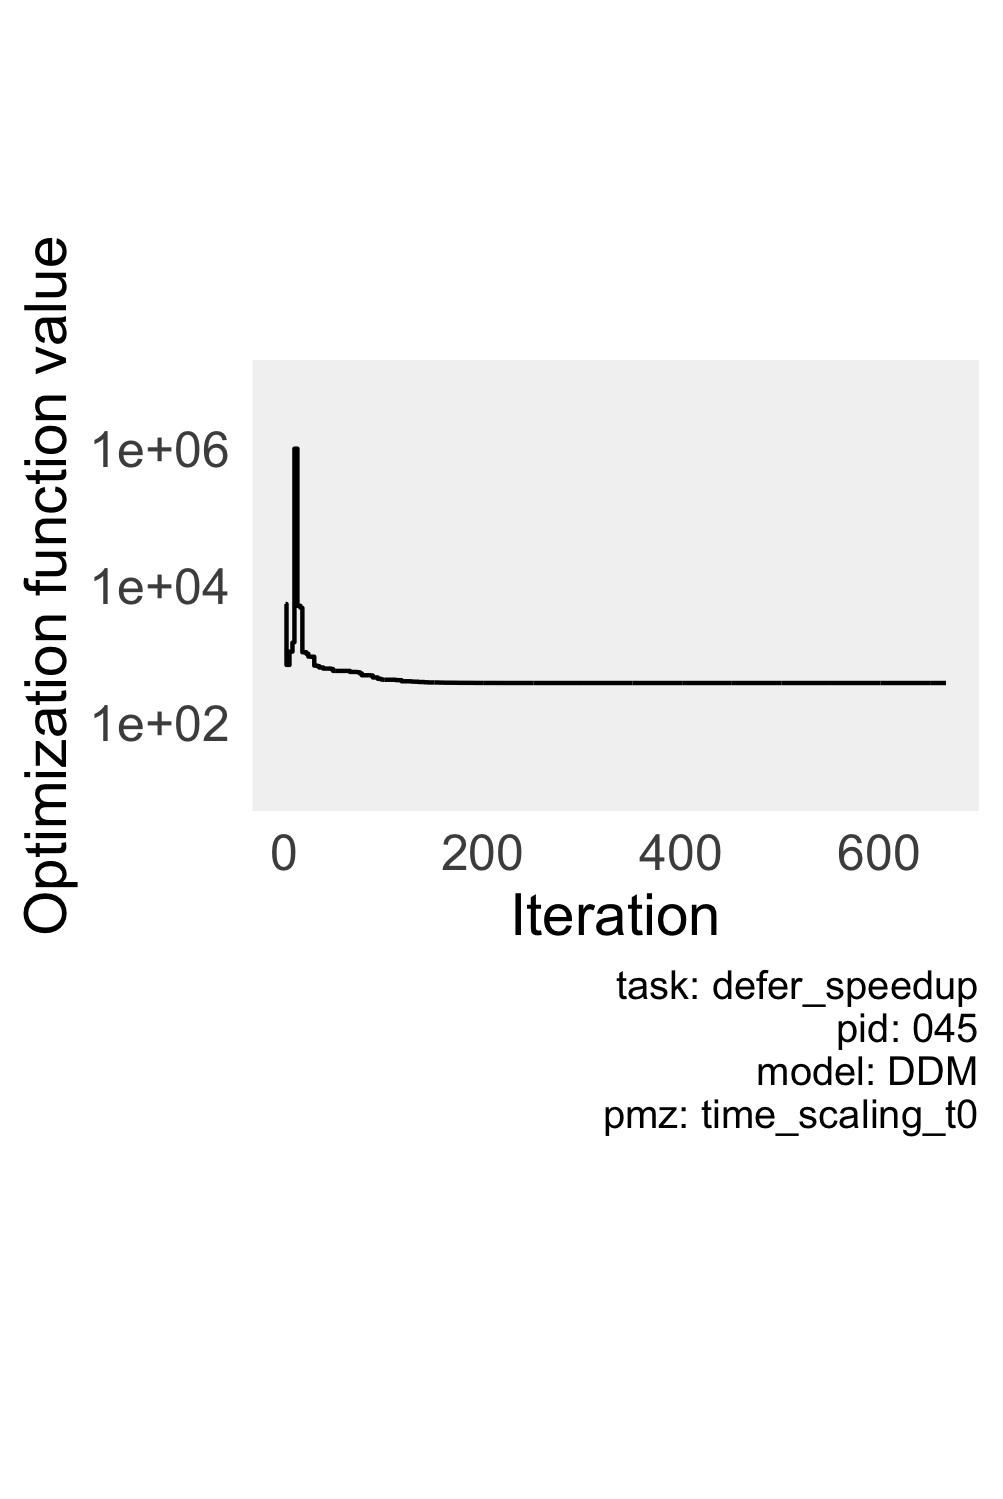 Optimization function value
1e+06
1e+04
1e+02
0 200 400 600
Iteration
task: defer_speedup
pid: 045
model: DDM
pmz: time_scaling_t0